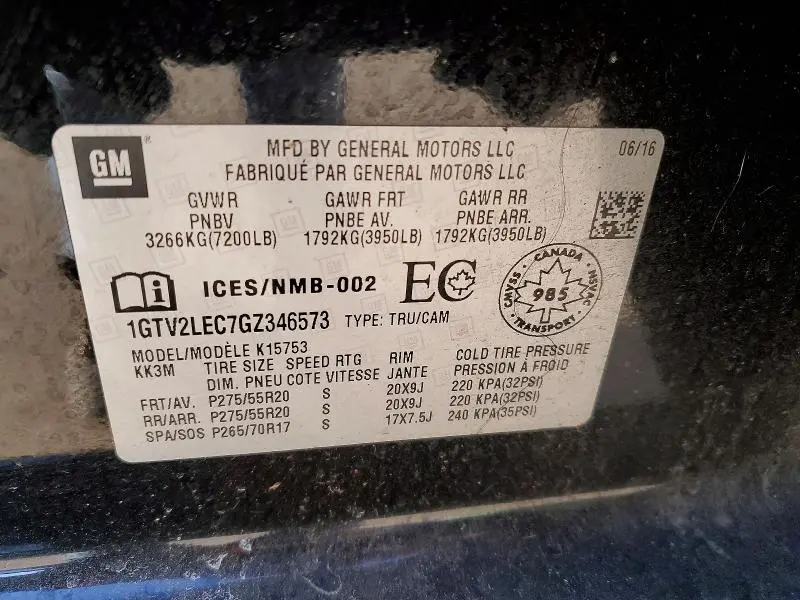 GM
MFD BY GENERAL MOTORS LLC 06/16
FABRIQUÉ PAR GENERAL MOTORS LLC
GVWR GAWR FRT GAWR RR
PNBV PNBE AV. PNBE ARR.
3266KG(7200LB) 1792KG(3950LB) 1792KG(3950LB)
ICES/NMB-002 EC
CANADA CMVSS NSVAC 985 TRANSPORT
1GTV2LEC7GZ346573 TYPE: TRU/CAM
MODEL/MODÈLE K15753
KK3M TIRE SIZE SPEED RTG RIM COLD TIRE PRESSURE
DIM. PNEU COTE VITESSE JANTE PRESSION À FROID
FRT/AV. P275/55R20 S 20X9J 220 KPA(32PSI)
RR/ARR. P275/55R20 S 20X9J 220 KPA(32PSI)
SPA/SOS P265/70R17 S 17X7.5J 240 KPA(35PSI)